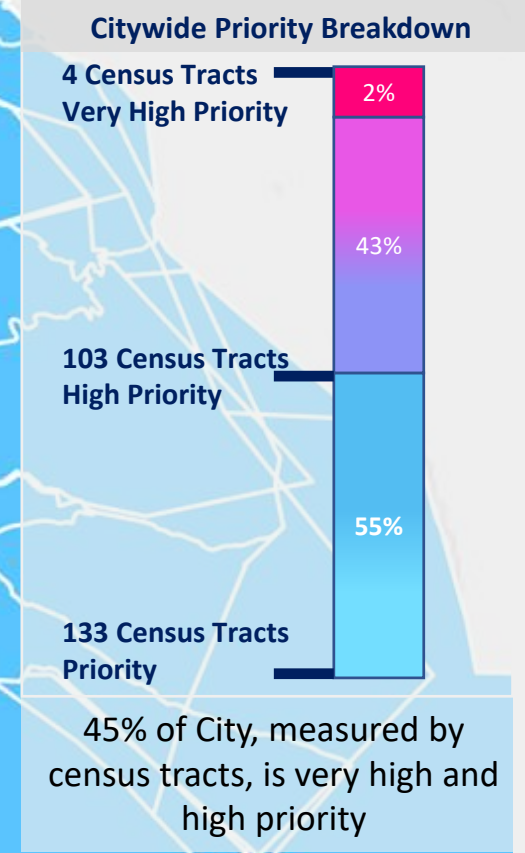 Citywide Priority Breakdown
4 Census Tracts
Very High Priority
2%
43%
103 Census Tracts
High Priority
55%
133 Census Tracts
Priority
45% of City, measured by
census tracts, is very high and
high priority